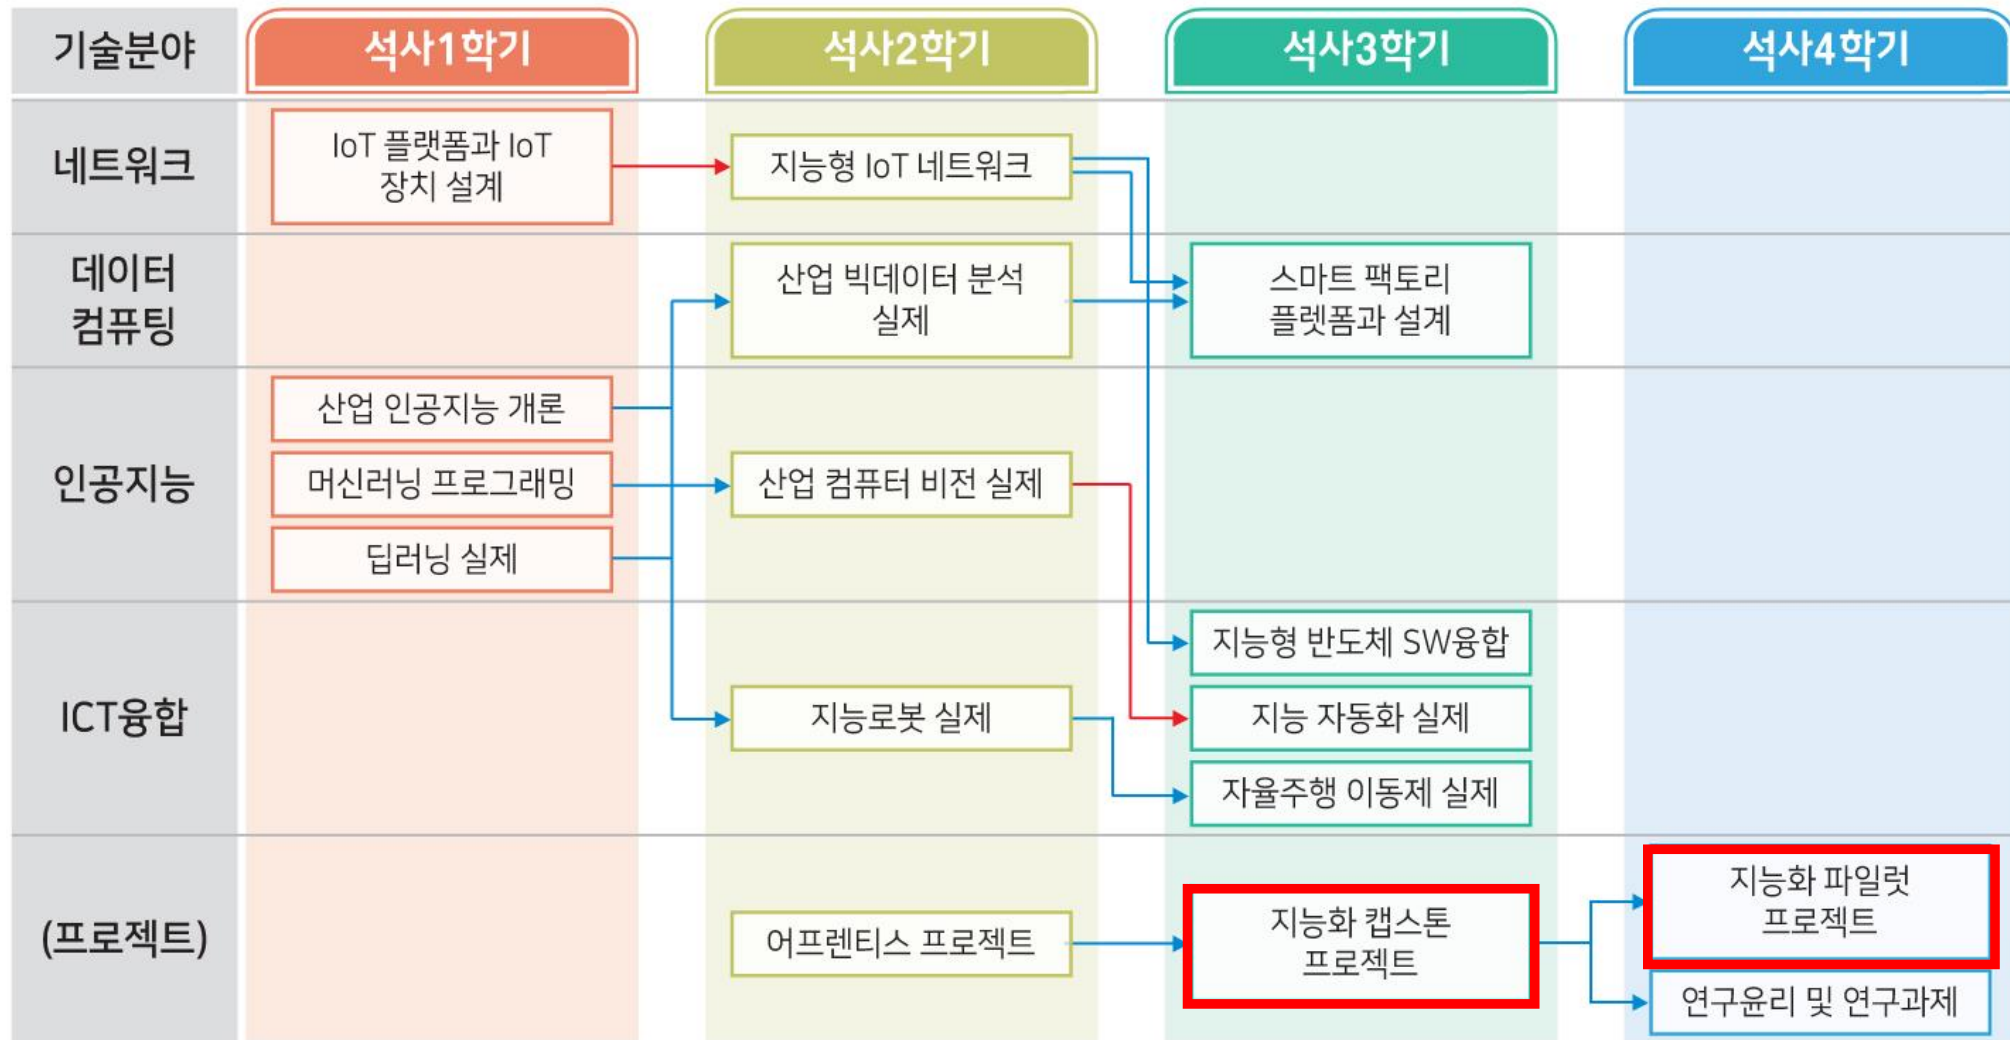 기술분야
석사1학기
석사2학기
석사3학기
석사4학기
네트워크
IoT 플랫폼과 IoT
장치 설계
지능형 IoT 네트워크
데이터
컴퓨팅
산업 빅데이터 분석
실제
스마트 팩토리
플렛폼과 설계
인공지능
산업 인공지능 개론
머신러닝 프로그래밍
딥러닝 실제
산업 컴퓨터 비전 실제
ICT융합
지능로봇 실제
지능형 반도체 SW융합
지능 자동화 실제
자율주행 이동제 실제
(프로젝트)
어프렌티스 프로젝트
지능화 캡스톤
프로젝트
지능화 파일럿
프로젝트
연구윤리 및 연구과제